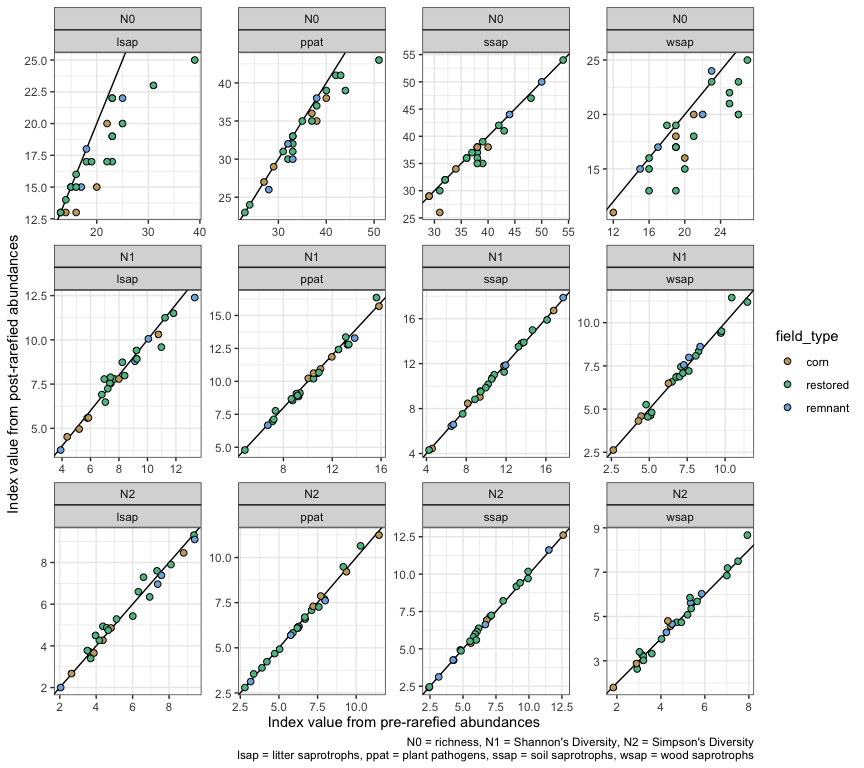 N0 N0 N0 N0
lsap ppat ssap wsap
25.0
22.5
20.0
17.5
15.0
12.5
20 30 40
40
35
30
25
30 40 50
55
50
45
40
35
30
25
30 35 40 45 50 55
25
20
15
12 16 20 24
N1 N1 N1 N1
lsap ppat ssap wsap
12.5
10.0
7.5
5.0
4 6 8 10 12
15.0
12.5
10.0
7.5
5.0
8 12 16
16
12
8
4
4 8 12 16
10.0
7.5
5.0
2.5
2.5 5.0 7.5 10.0
N2 N2 N2 N2
lsap ppat ssap wsap
8
6
4
2
2 4 6 8
10.0
7.5
5.0
2.5
2.5 5.0 7.5 10.0
12.5
10.0
7.5
5.0
2.5
2.5 5.0 7.5 10.0 12.5
9
7
5
3
2 4 6 8
Index value from post-rarefied abundances
Index value from pre-rarefied abundances
field_type
corn
restored
remnant
N0 = richness, N1 = Shannon's Diversity, N2 = Simpson's Diversity
lsap = litter saprotrophs, ppat = plant pathogens, ssap = soil saprotrophs, wsap = wood saprotrophs